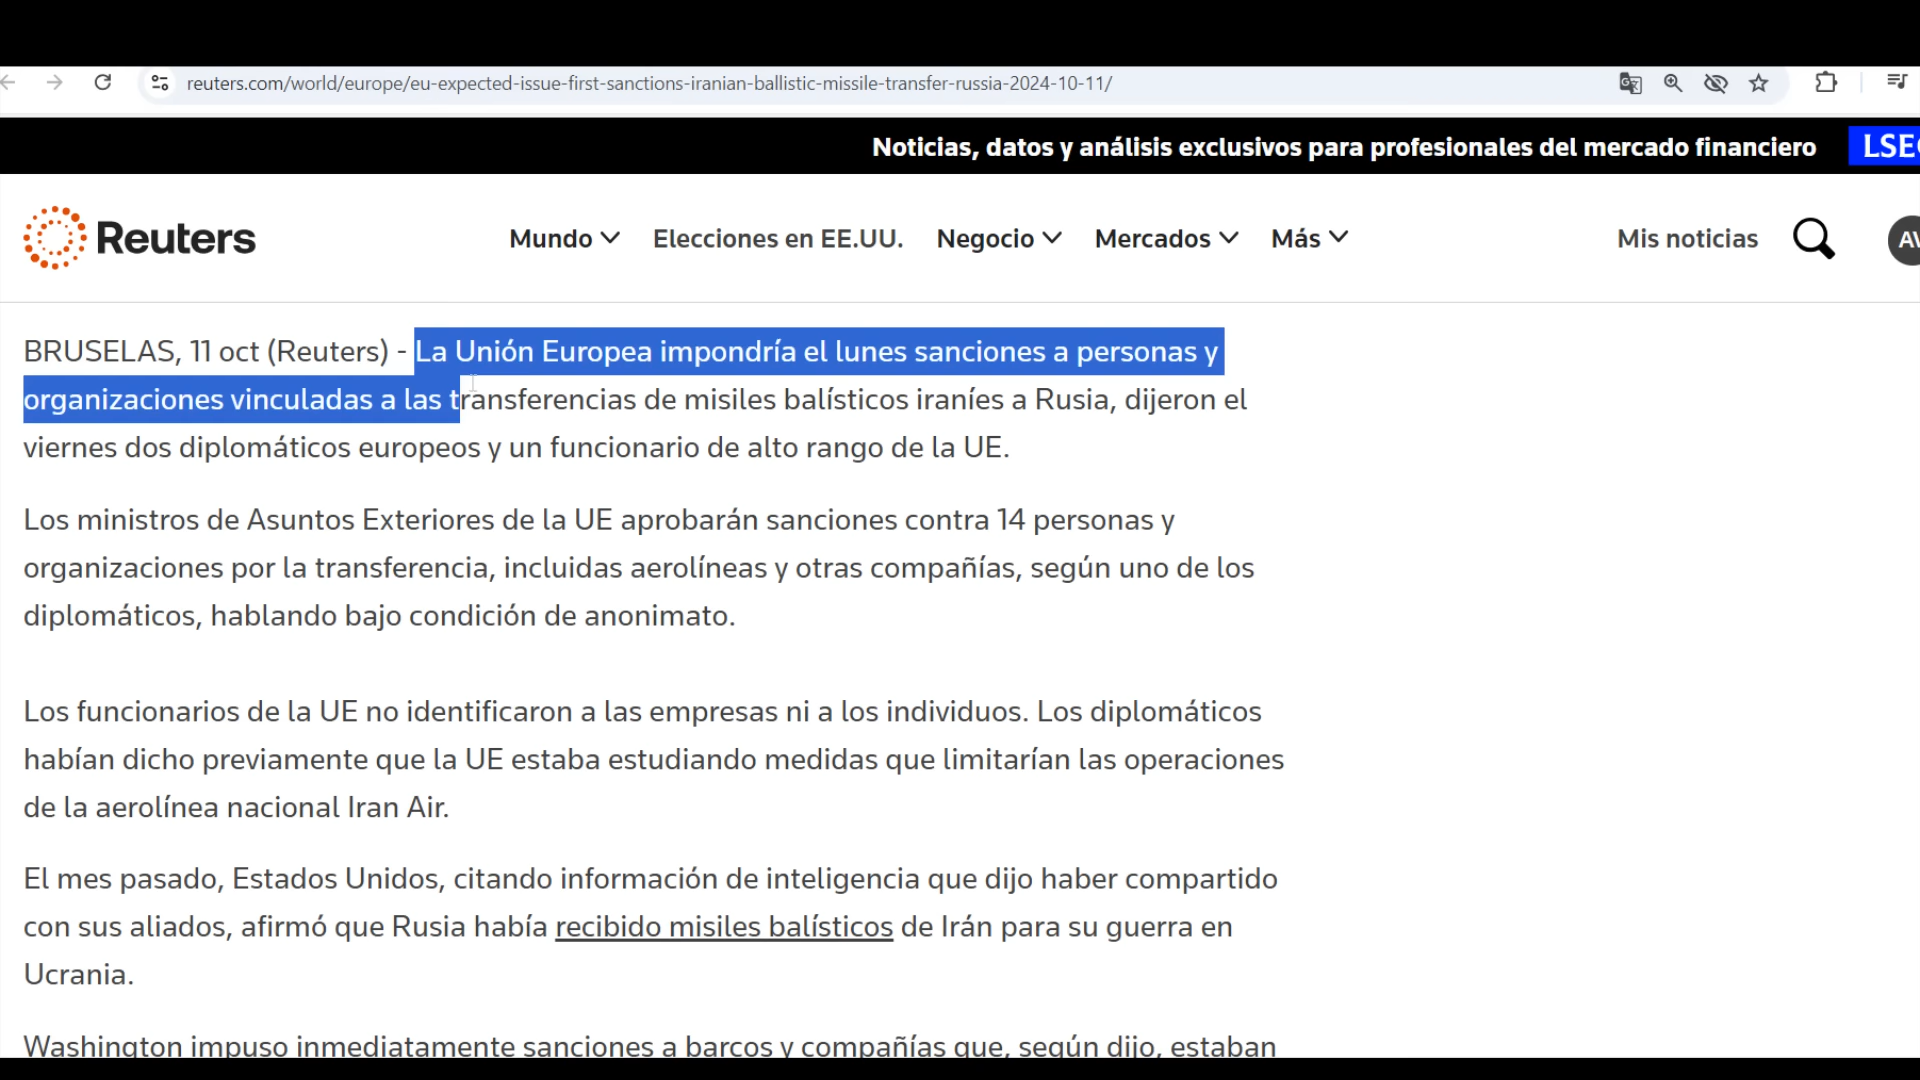 reuters.com/world/europe/eu-expected-issue-first-sanctions-iranian-ballistic-missile-transfer-russia-2024-10-11/
Noticias, datos y análisis exclusivos para profesionales del mercado financiero
Reuters
Mundo
Elecciones en EE.UU.
Negocio
Mercados
Más
Mis noticias
BRUSELAS, 11 oct (Reuters) - La Unión Europea impondría el lunes sanciones a personas y
organizaciones vinculadas a las transferencias de misiles balísticos iraníes a Rusia, dijeron el
viernes dos diplomáticos europeos y un funcionario de alto rango de la UE.
Los ministros de Asuntos Exteriores de la UE aprobarán sanciones contra 14 personas y
organizaciones por la transferencia, incluidas aerolíneas y otras compañías, según uno de los
diplomáticos, hablando bajo condición de anonimato.
Los funcionarios de la UE no identificaron a las empresas ni a los individuos. Los diplomáticos
habían dicho previamente que la UE estaba estudiando medidas que limitarían las operaciones
de la aerolínea nacional Iran Air.
El mes pasado, Estados Unidos, citando información de inteligencia que dijo haber compartido
con sus aliados, afirmó que Rusia había recibido misiles balísticos de Irán para su guerra en
Ucrania.
Washington impuso inmediatamente sanciones a barcos y compañías que, según dijo, estaban